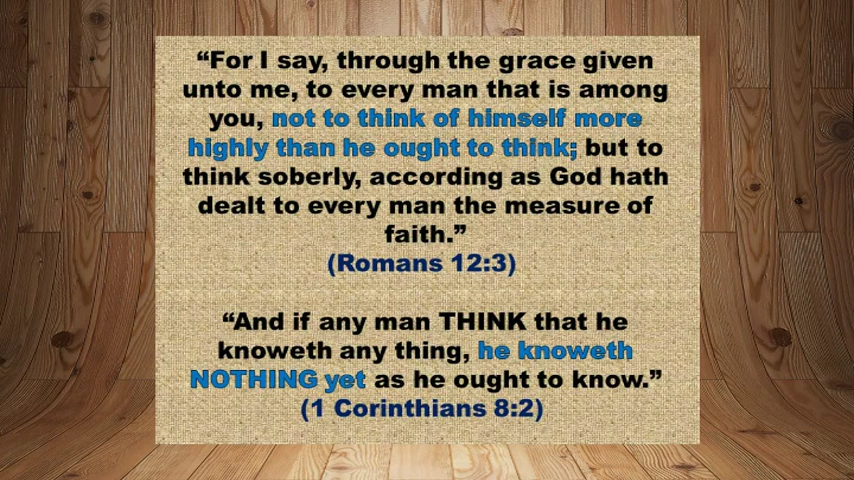 “For I say, through the grace given
unto me, to every man that is among
you, not to think of himself more
highly than he ought to think; but to
think soberly, according as God hath
dealt to every man the measure of
faith.”
(Romans 12:3)
“And if any man THINK that he
knoweth any thing, he knoweth
NOTHING yet as he ought to know.”
(1 Corinthians 8:2)